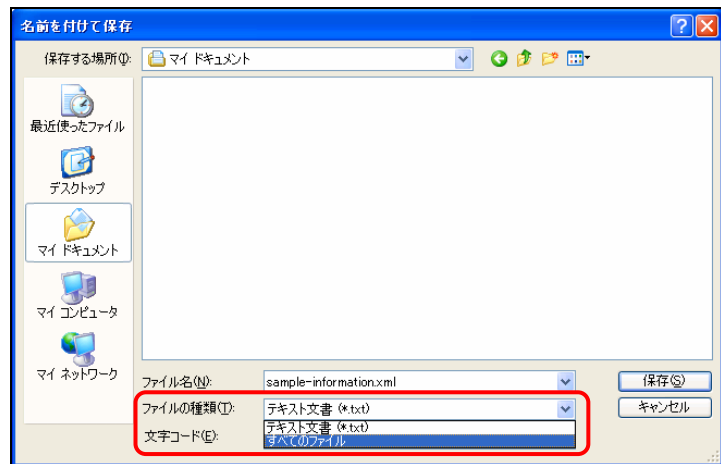 名前を付けて保存
保存する場所(I):
マイ ドキュメント
最近使ったファイル
デスクトップ
マイ ドキュメント
マイ コンピュータ
マイ ネットワーク
ファイル名(N):
sample-information.xml
保存(S)
ファイルの種類(T):
テキスト文書 (*.txt)
キャンセル
テキスト文書 (*.txt)
文字コード(E):
すべてのファイル